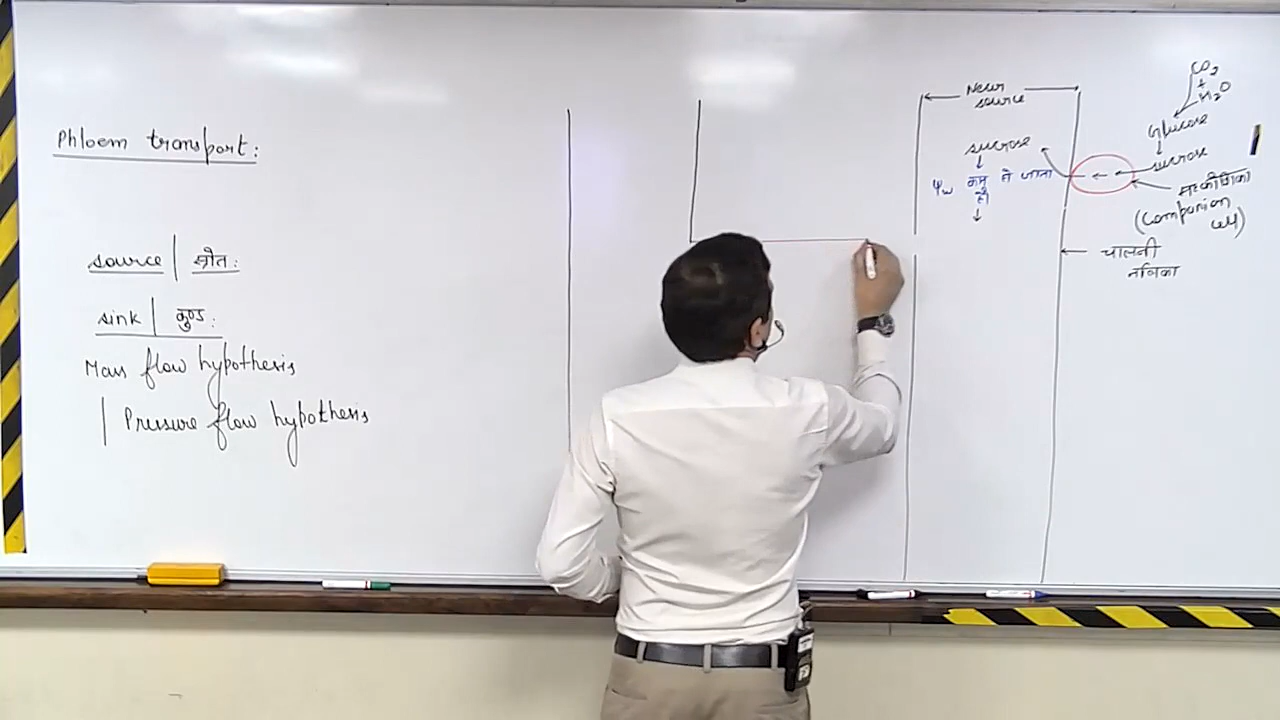 Phloem transport:
source | स्रोत:
sink | कुण्ड:
Mass flow hypothesis
| Pressure flow hypothesis
Near
source
sucrose
↓
ψw कम हो जाना
है।
↓
CO2
+
H2O
Glucose
↓
sucrose
सहकोशिका
(Companion
cell)
चालनी
नलिका